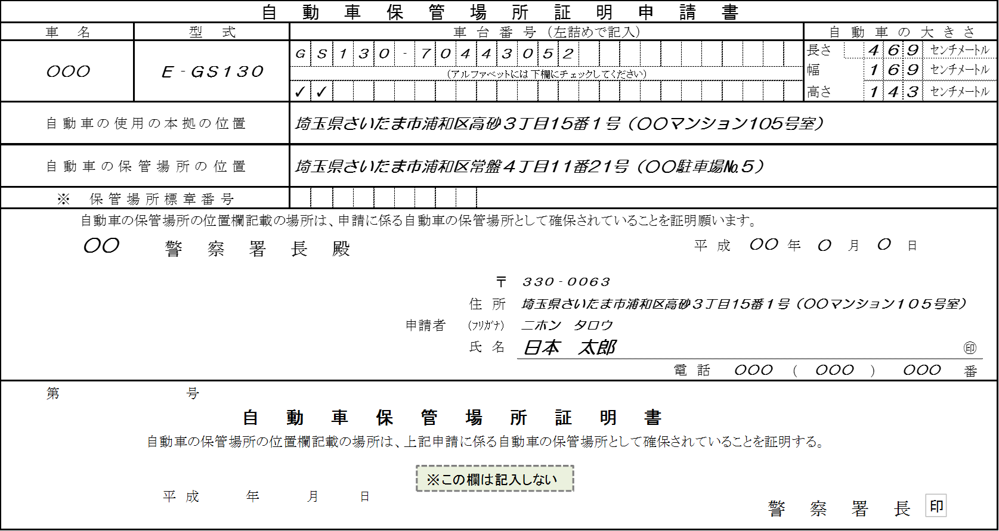 自動車保管場所証明申請書
車名 型式 車台番号(左詰めで記入) 自動車の大きさ
○○○ E-GS130 GS130-70443052 長さ 469 センチメートル
(アルファベットには下欄にチェックしてください) 幅 169 センチメートル
✓✓ 高さ 143 センチメートル
自動車の使用の本拠の位置 埼玉県さいたま市浦和区高砂3丁目15番1号(○○マンション105号室)
自動車の保管場所の位置 埼玉県さいたま市浦和区常盤4丁目11番21号(○○駐車場№5)
※ 保管場所標章番号
自動車の保管場所の位置欄記載の場所は、申請に係る自動車の保管場所として確保されていることを証明願います。
○○ 警察署長殿 平成 ○○ 年 ○ 月 ○ 日
〒 330-0063
住所 埼玉県さいたま市浦和区高砂3丁目15番1号(○○マンション105号室)
申請者 (フリガナ) ニホン タロウ
氏名 日本 太郎 ㊞
電話 ○○○ ( ○○○ ) ○○○ 番
第 号
自動車保管場所証明書
自動車の保管場所の位置欄記載の場所は、上記申請に係る自動車の保管場所として確保されていることを証明する。
※この欄は記入しない
平成 年 月 日
警察署長 印